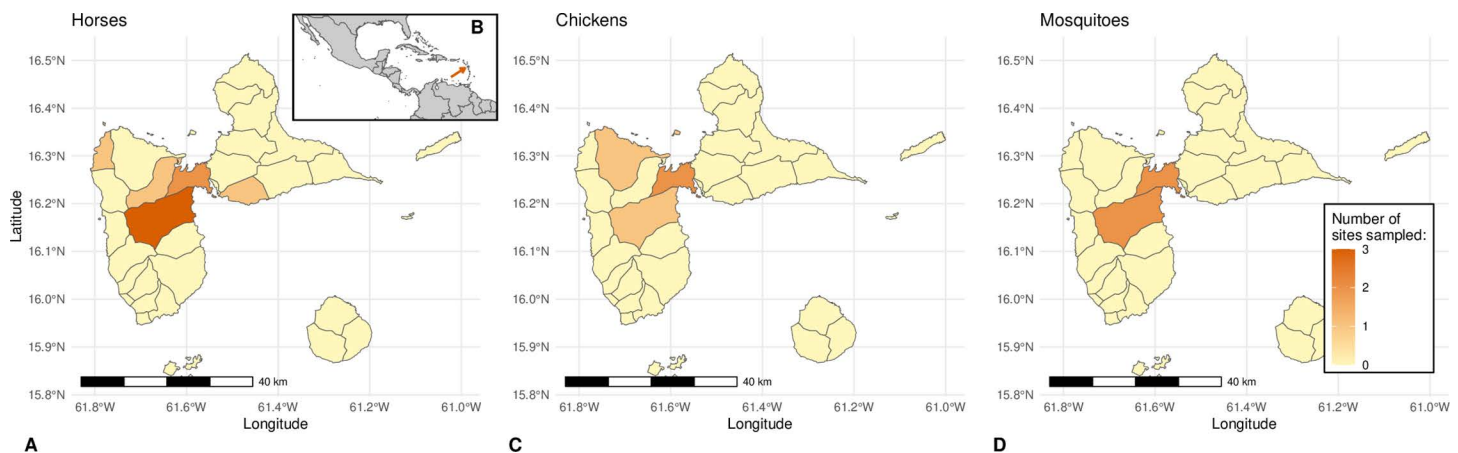 Horses
B
Chickens
Mosquitoes
16.5°N
16.4°N
16.3°N
16.2°N
16.1°N
16.0°N
15.9°N
15.8°N
Latitude
40 km
61.8°W
61.6°W
61.4°W
61.2°W
61.0°W
Longitude
A
16.5°N
16.4°N
16.3°N
16.2°N
16.1°N
16.0°N
15.9°N
15.8°N
40 km
61.8°W
61.6°W
61.4°W
61.2°W
61.0°W
Longitude
C
16.5°N
16.4°N
16.3°N
16.2°N
16.1°N
16.0°N
15.9°N
15.8°N
Number of
sites sampled:
3
2
1
0
40 km
61.8°W
61.6°W
61.4°W
61.2°W
61.0°W
Longitude
D